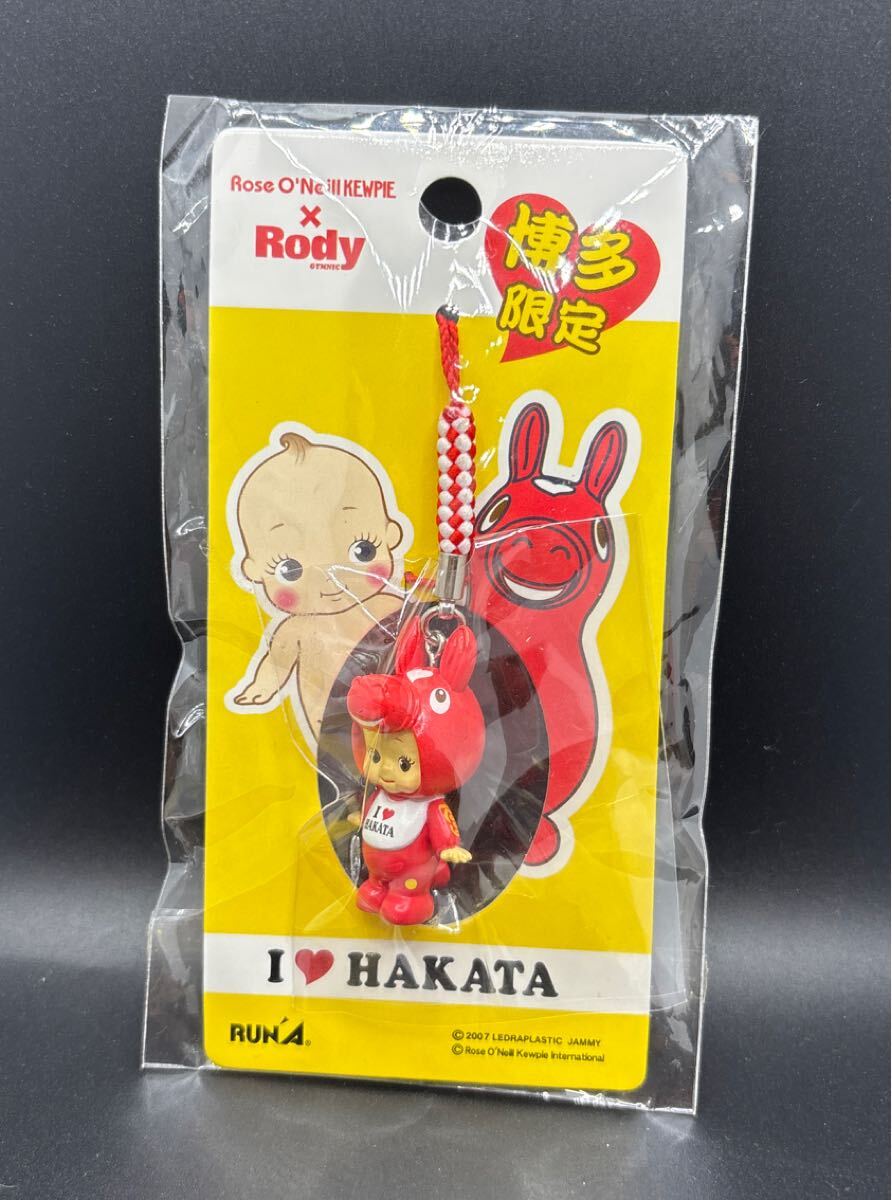 Rose O'Neill KEWPIE
×
Rody
GYMNIC
博多
限定
I ♥
HAKATA
I ♥ HAKATA
RUN'A®
© 2007 LEDRAPLASTIC JAMMY
© Rose O'Neill Kewpie International